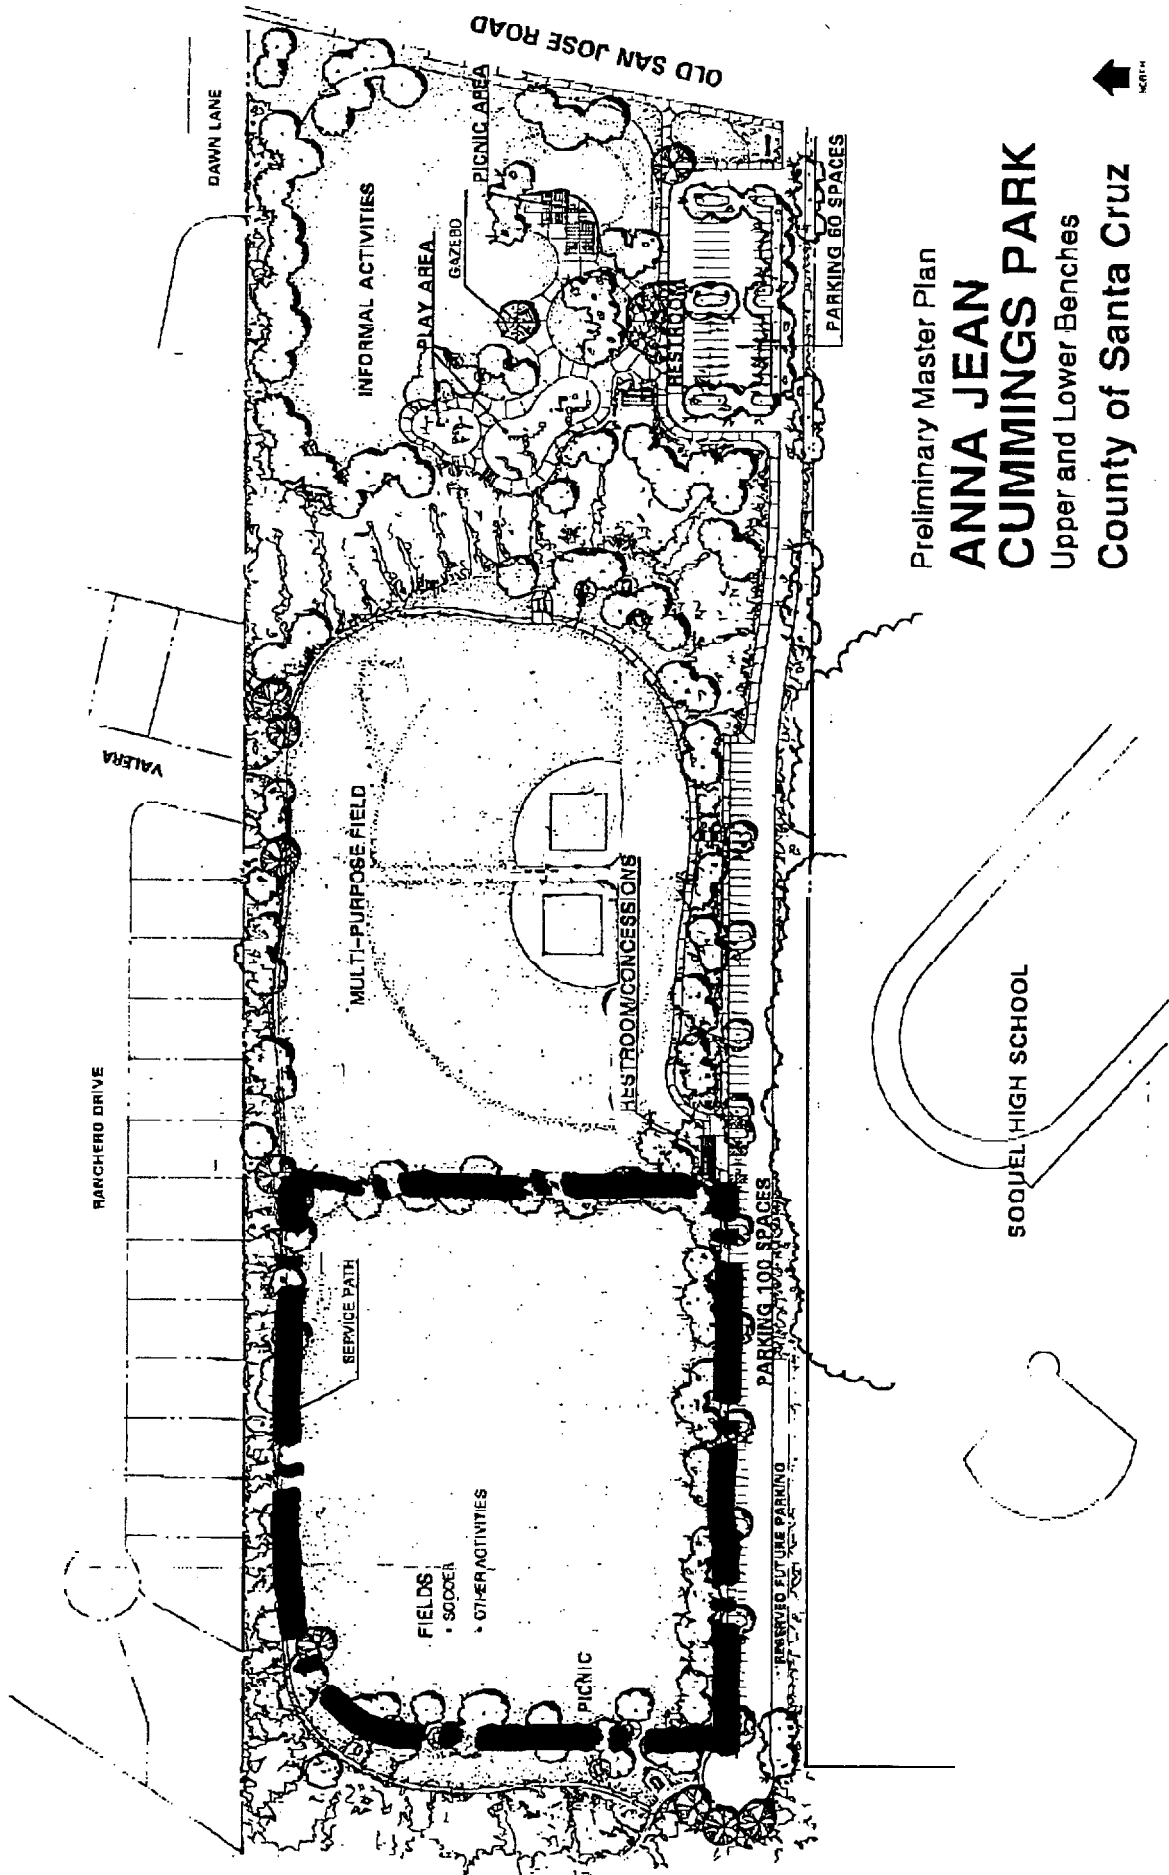 OLD SAN JOSE ROAD
DAWN LANE
PICNIC AREA
INFORMAL ACTIVITIES
GAZEBO
PLAY AREA
RESTROOM
PARKING 60 SPACES
VALERA
MULTI-PURPOSE FIELD
RESTROOM/CONCESSIONS
RANCHERO DRIVE
SERVICE PATH
PARKING 100 SPACES
FIELDS
• SOCCER
• OTHER ACTIVITIES
PICNIC
RESERVED FUTURE PARKING
SOQUEL HIGH SCHOOL
Preliminary Master Plan
ANNA JEAN
CUMMINGS PARK
Upper and Lower Benches
County of Santa Cruz
NORTH